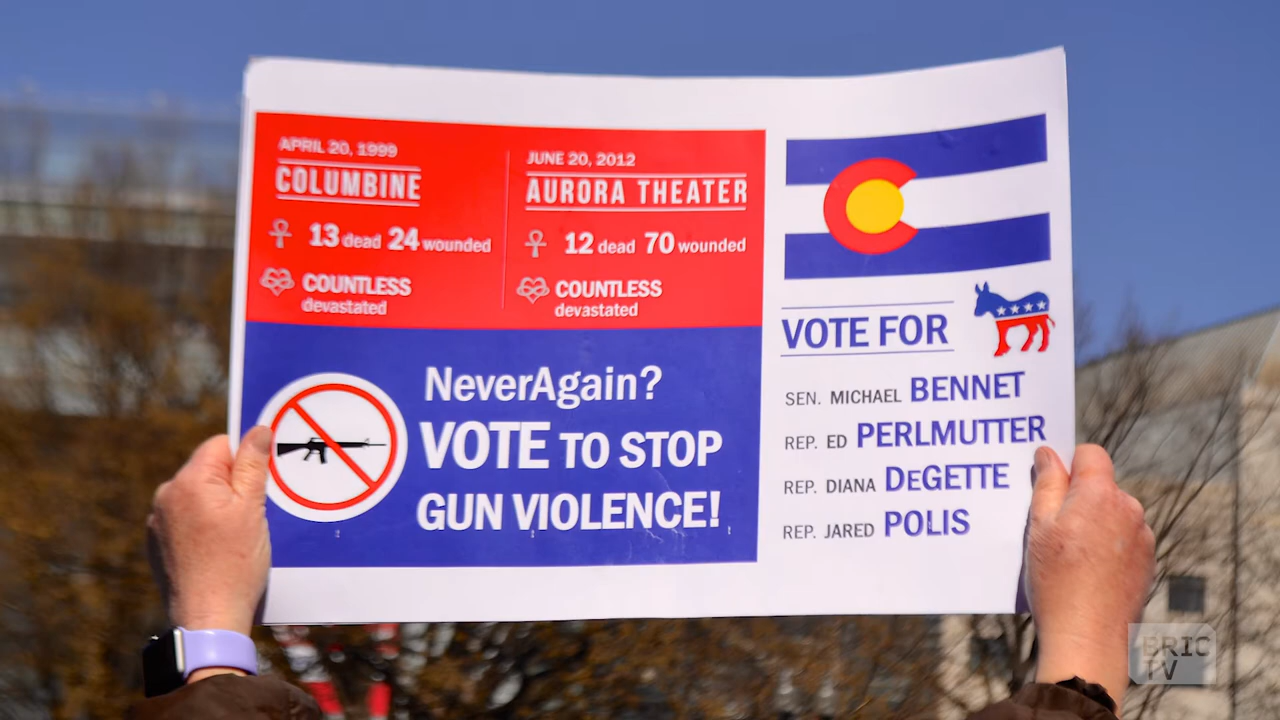 APRIL 20, 1999
COLUMBINE
13 dead 24 wounded
COUNTLESS
devastated
JUNE 20, 2012
AURORA THEATER
12 dead 70 wounded
COUNTLESS
devastated
NeverAgain?
VOTE TO STOP
GUN VIOLENCE!
VOTE FOR
SEN. MICHAEL BENNET
REP. ED PERLMUTTER
REP. DIANA DeGETTE
REP. JARED POLIS
BRIC
TV